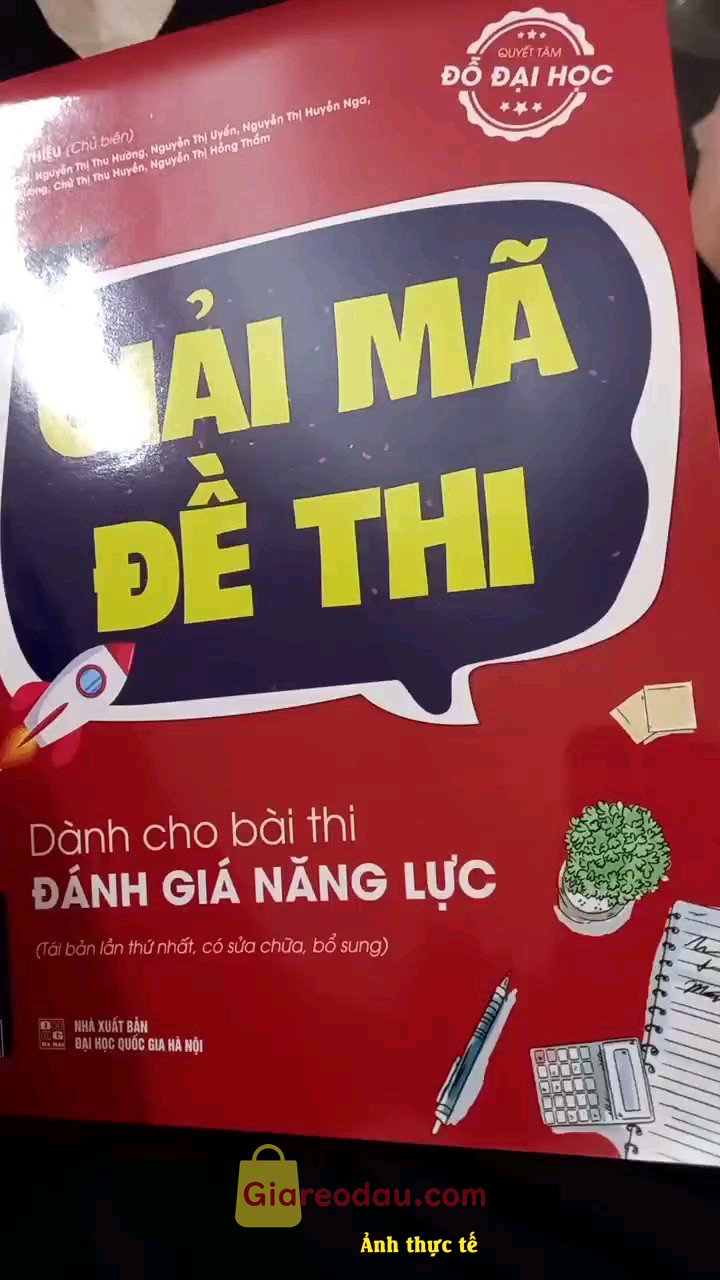 QUYẾT TÂM
ĐỖ ĐẠI HỌC
THIỆU (Chủ biên)
Nguyễn Thị Thu Hường, Nguyễn Thị Uyển, Nguyễn Thị Huyền Nga,
Chử Thị Thu Huyền, Nguyễn Thị Hồng Thắm
GIẢI MÃ
ĐỀ THI
Dành cho bài thi
ĐÁNH GIÁ NĂNG LỰC
(Tái bản lần thứ nhất, có sửa chữa, bổ sung)
NHÀ XUẤT BẢN
ĐẠI HỌC QUỐC GIA HÀ NỘI
Giareodau.com
Ảnh thực tế